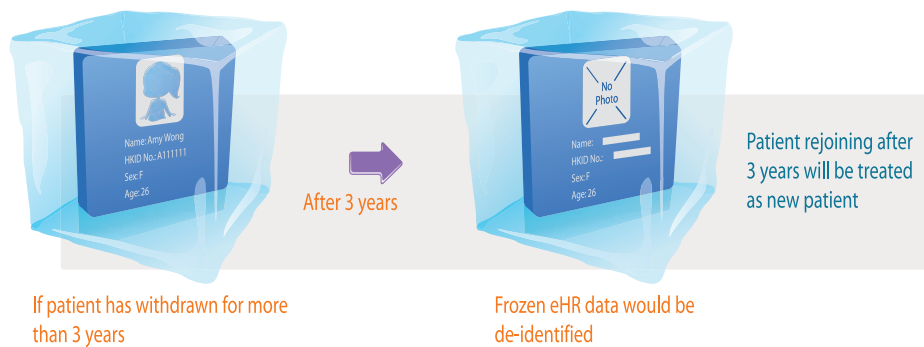 Name: Amy Wong
HKID No.: A111111
Sex: F
Age: 26
If patient has withdrawn for more
than 3 years
After 3 years
No
Photo
Name:
HKID No.:
Sex: F
Age: 26
Frozen eHR data would be
de-identified
Patient rejoining after
3 years will be treated
as new patient